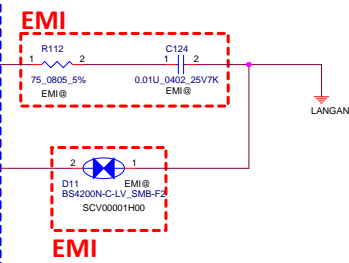 EMI
R112
C124
1
2
1
2
75_0805_5%
0.01U_0402_25V7K
EMI@
EMI@
LANGAN
2
1
D11
EMI@
BS4200N-C-LV_SMB-F2
SCV00001H00
EMI